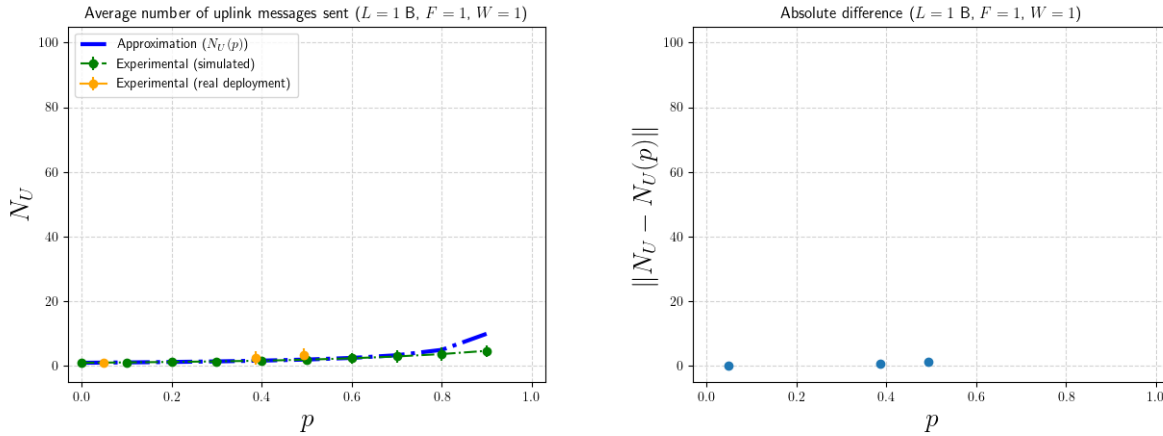 Average number of uplink messages sent (L = 1 B, F = 1, W = 1)
100
80
60
40
20
0
N_U
Approximation (N_U(p))
Experimental (simulated)
Experimental (real deployment)
0.0 0.2 0.4 0.6 0.8 1.0
p
Absolute difference (L = 1 B, F = 1, W = 1)
100
80
60
40
20
0
||N_U − N_U(p)||
0.0 0.2 0.4 0.6 0.8 1.0
p